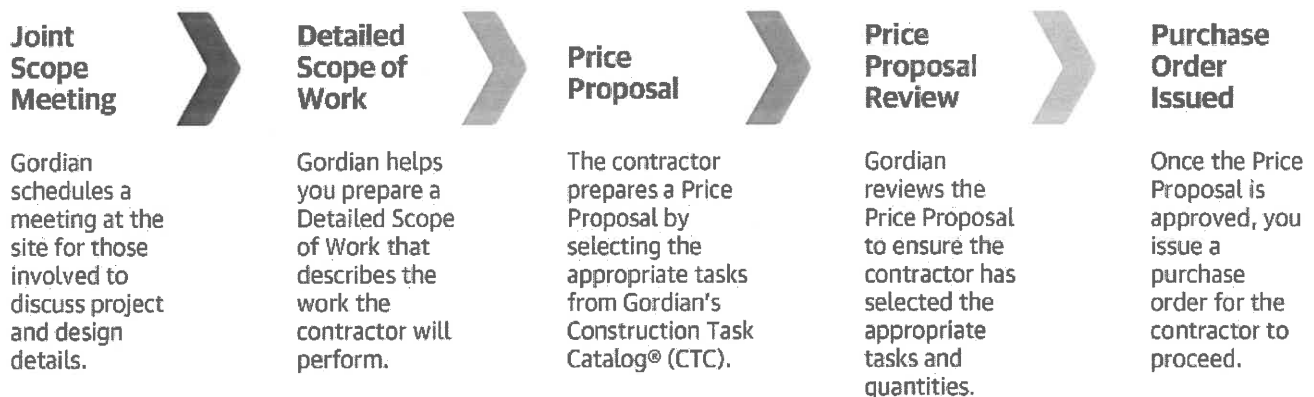 Joint
Scope
Meeting
Gordian
schedules a
meeting at the
site for those
involved to
discuss project
and design
details.
Detailed
Scope of
Work
Gordian helps
you prepare a
Detailed Scope
of Work that
describes the
work the
contractor will
perform.
Price
Proposal
The contractor
prepares a Price
Proposal by
selecting the
appropriate tasks
from Gordian's
Construction Task
Catalog® (CTC).
Price
Proposal
Review
Gordian
reviews the
Price Proposal
to ensure the
contractor has
selected the
appropriate
tasks and
quantities.
Purchase
Order
Issued
Once the Price
Proposal is
approved, you
issue a
purchase
order for the
contractor to
proceed.